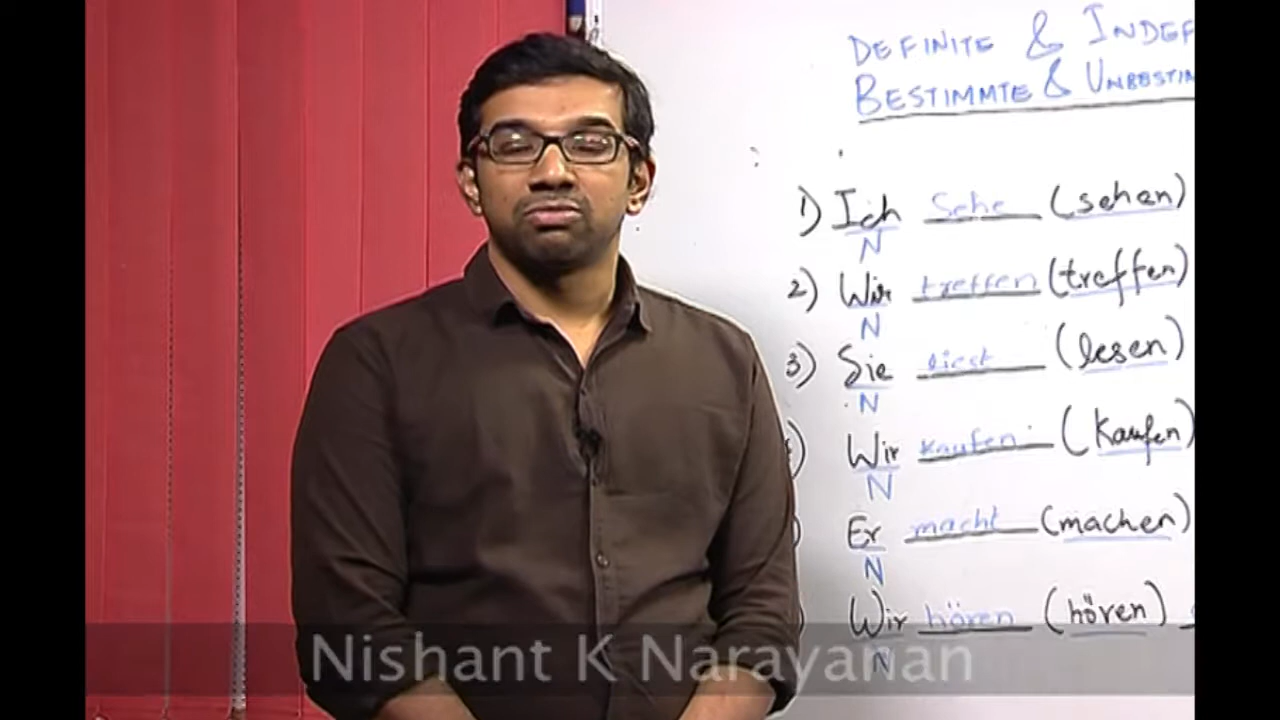 DEFINITE & INDEF
BESTIMMTE & UNBESTIM
1) Ich sehe (sehen)
N
2) Wir treffen (treffen)
N
3) Sie liest (lesen)
N
) Wir kaufen (kaufen)
N
) Er macht (machen)
N
) Wir hören (hören)
N
Nishant K Narayanan